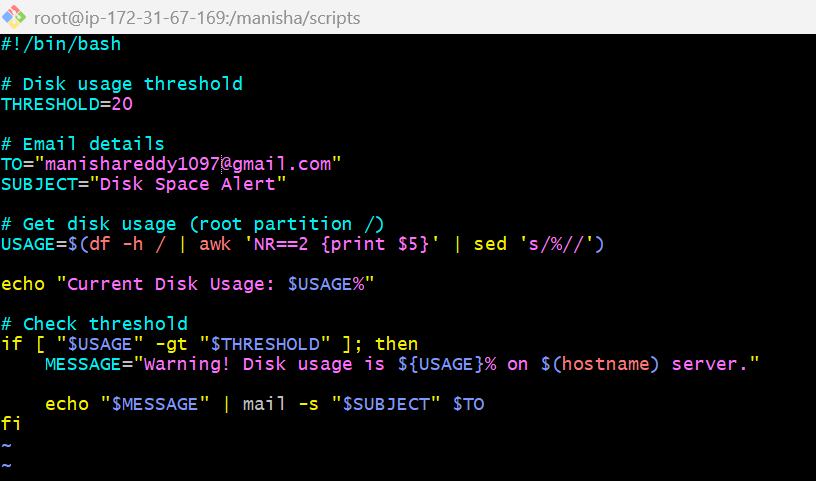 root@ip-172-31-67-169:/manisha/scripts
#!/bin/bash
# Disk usage threshold
THRESHOLD=20
# Email details
TO="manishareddy1097@gmail.com"
SUBJECT="Disk Space Alert"
# Get disk usage (root partition /)
USAGE=$(df -h / | awk 'NR==2 {print $5}' | sed 's/%//')
echo "Current Disk Usage: $USAGE%"
# Check threshold
if [ "$USAGE" -gt "$THRESHOLD" ]; then
    MESSAGE="Warning! Disk usage is ${USAGE}% on $(hostname) server."
    echo "$MESSAGE" | mail -s "$SUBJECT" $TO
fi
~
~